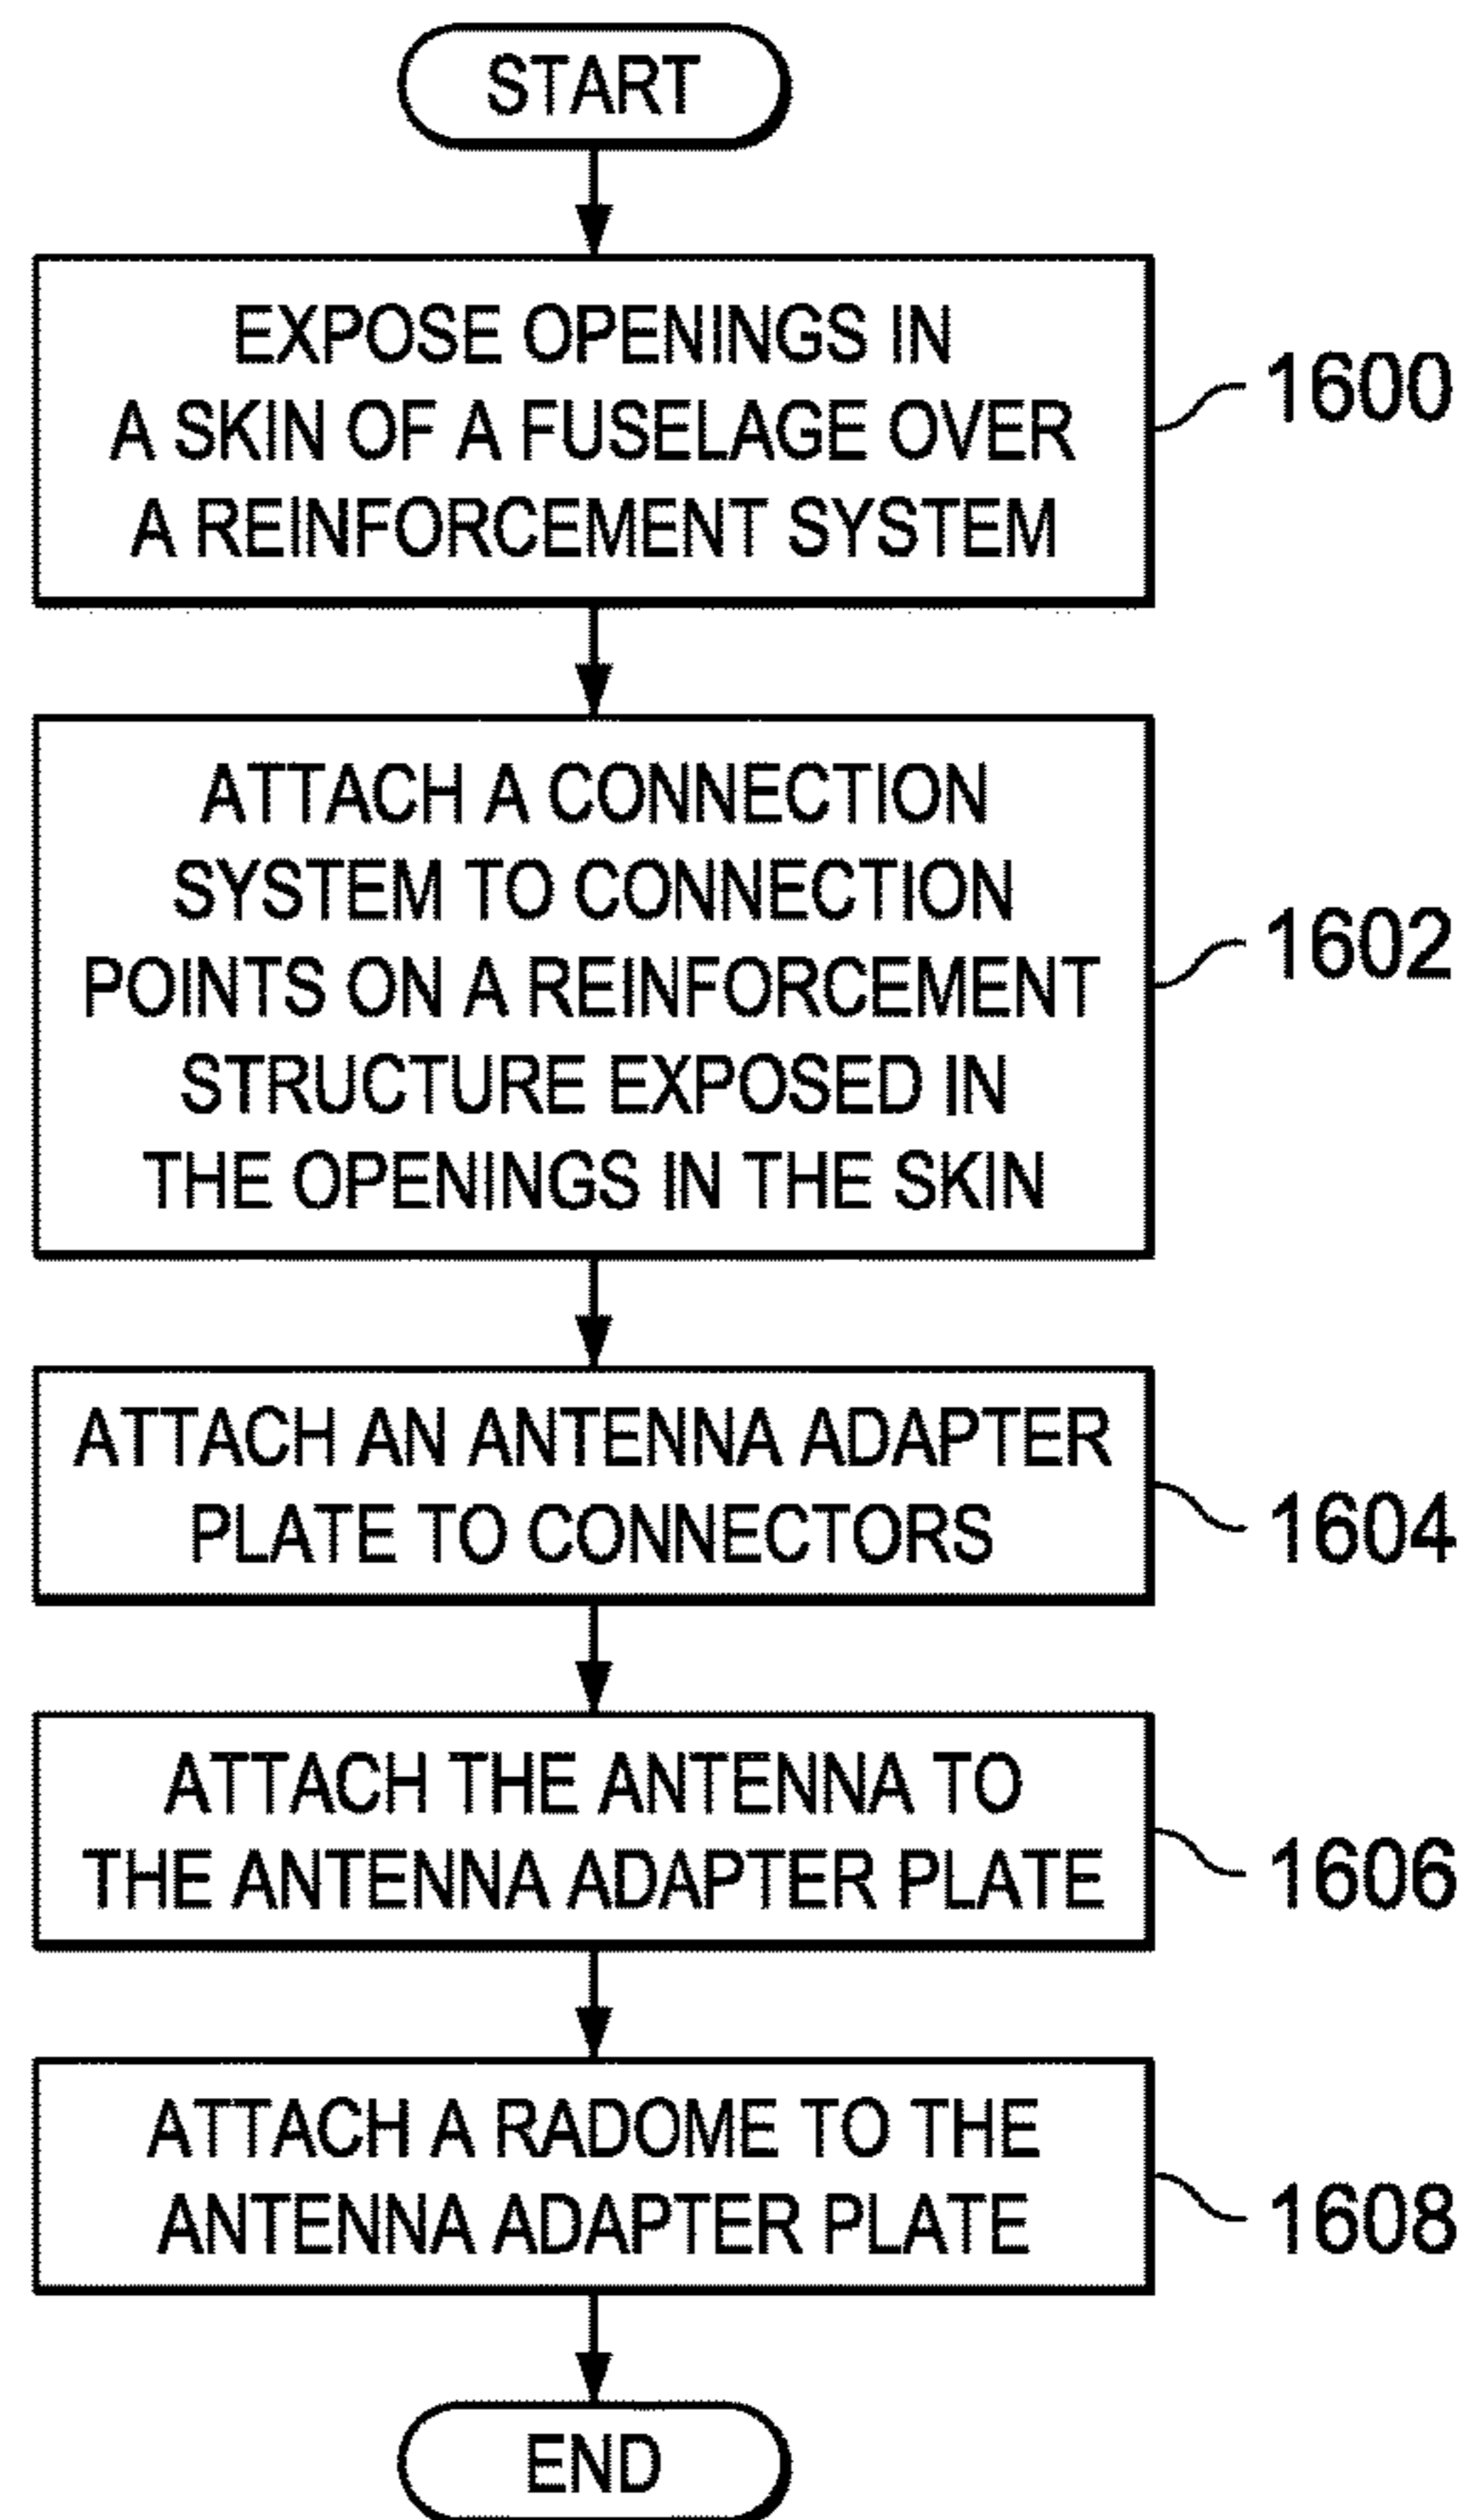 START
EXPOSE OPENINGS IN
A SKIN OF A FUSELAGE OVER
A REINFORCEMENT SYSTEM
1600
ATTACH A CONNECTION
SYSTEM TO CONNECTION
POINTS ON A REINFORCEMENT
STRUCTURE EXPOSED IN
THE OPENINGS IN THE SKIN
1602
ATTACH AN ANTENNA ADAPTER
PLATE TO CONNECTORS
1604
ATTACH THE ANTENNA TO
THE ANTENNA ADAPTER PLATE
1606
ATTACH A RADOME TO THE
ANTENNA ADAPTER PLATE
1608
END